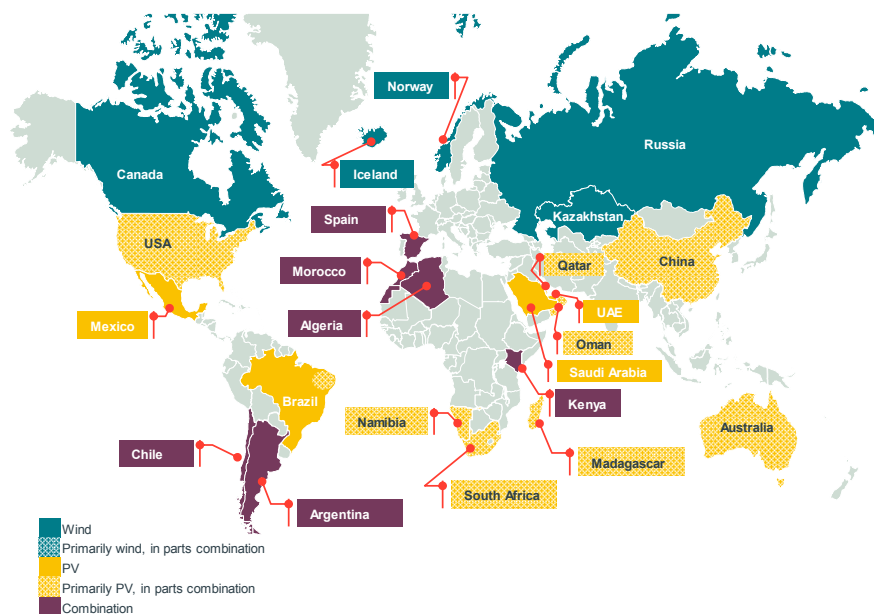 Norway
Russia
Canada
Iceland
Spain
Kazakhstan
USA
Morocco
Qatar
China
Algeria
UAE
Mexico
Oman
Saudi Arabia
Brazil
Kenya
Namibia
Australia
Chile
Madagascar
South Africa
Argentina
Wind
Primarily wind, in parts combination
PV
Primarily PV, in parts combination
Combination